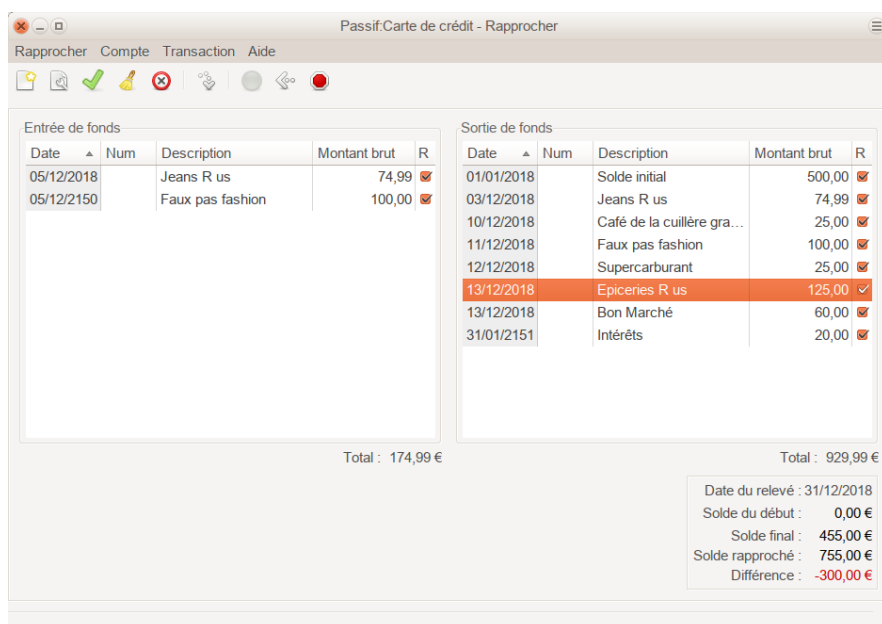 Passif:Carte de crédit - Rapprocher
Rapprocher Compte Transaction Aide
Entrée de fonds
Date Num Description Montant brut R
05/12/2018 Jeans R us 74,99
05/12/2150 Faux pas fashion 100,00
Total : 174,99 €
Sortie de fonds
Date Num Description Montant brut R
01/01/2018 Solde initial 500,00
03/12/2018 Jeans R us 74,99
10/12/2018 Café de la cuillère gra... 25,00
11/12/2018 Faux pas fashion 100,00
12/12/2018 Supercarburant 25,00
13/12/2018 Epiceries R us 125,00
13/12/2018 Bon Marché 60,00
31/01/2151 Intérêts 20,00
Total : 929,99 €
Date du relevé : 31/12/2018
Solde du début : 0,00 €
Solde final : 455,00 €
Solde rapproché : 755,00 €
Différence : -300,00 €